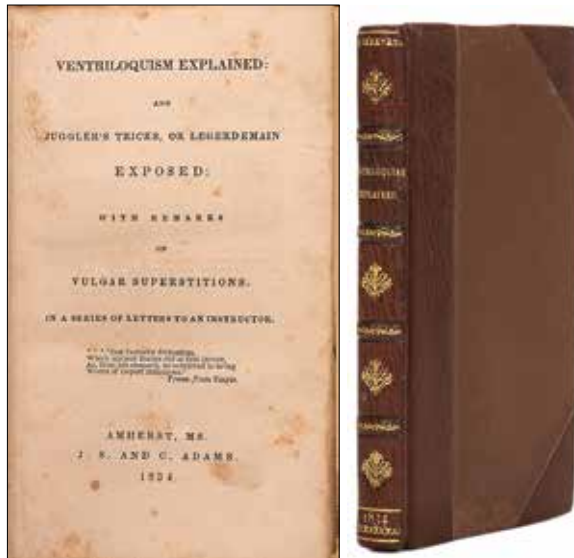 VENTRILOQUISM EXPLAINED:
AND
JUGGLER'S TRICKS, OR LEGERDEMAIN
EXPOSED:
WITH REMARKS
ON
VULGAR SUPERSTITIONS.
IN A SERIES OF LETTERS TO AN INSTRUCTOR.
AMHERST, MS.
J. S. AND C. ADAMS.
1834
EXPLAINED
1834